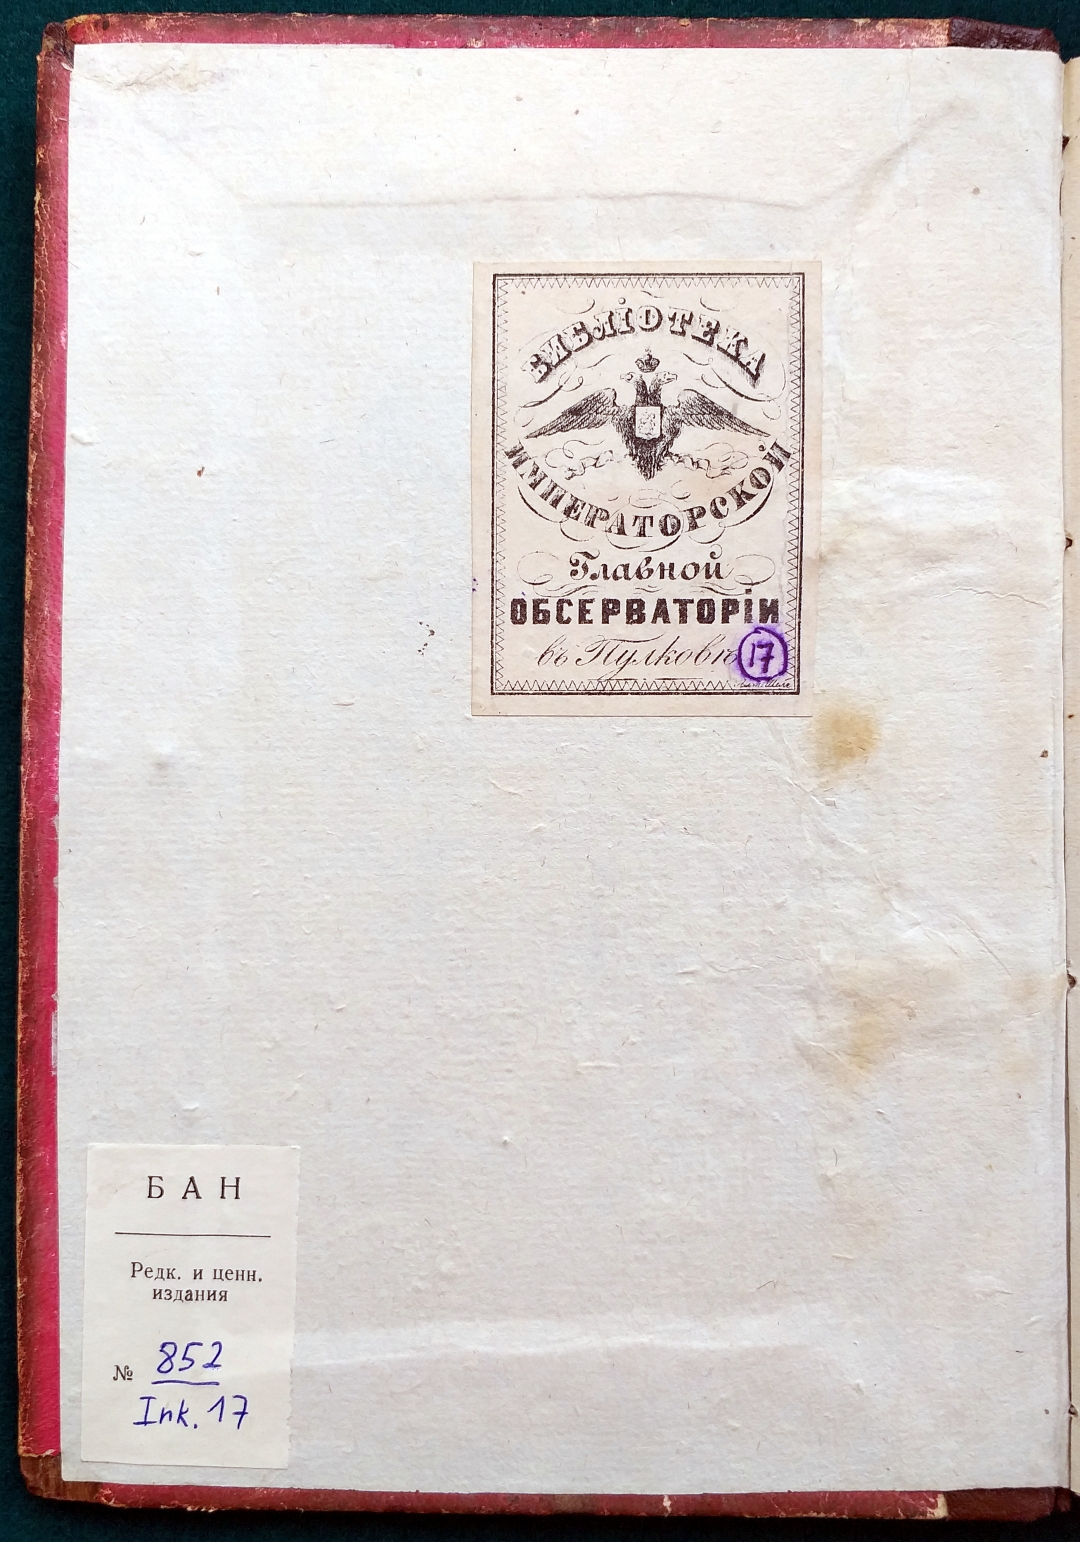 БИБЛІОТЕКА
ИМПЕРАТОРСКОЙ
Главной
ОБСЕРВАТОРІИ
въ Пулковѣ
17
БАН
Редк. и ценн.
издания
№ 852
Ink. 17